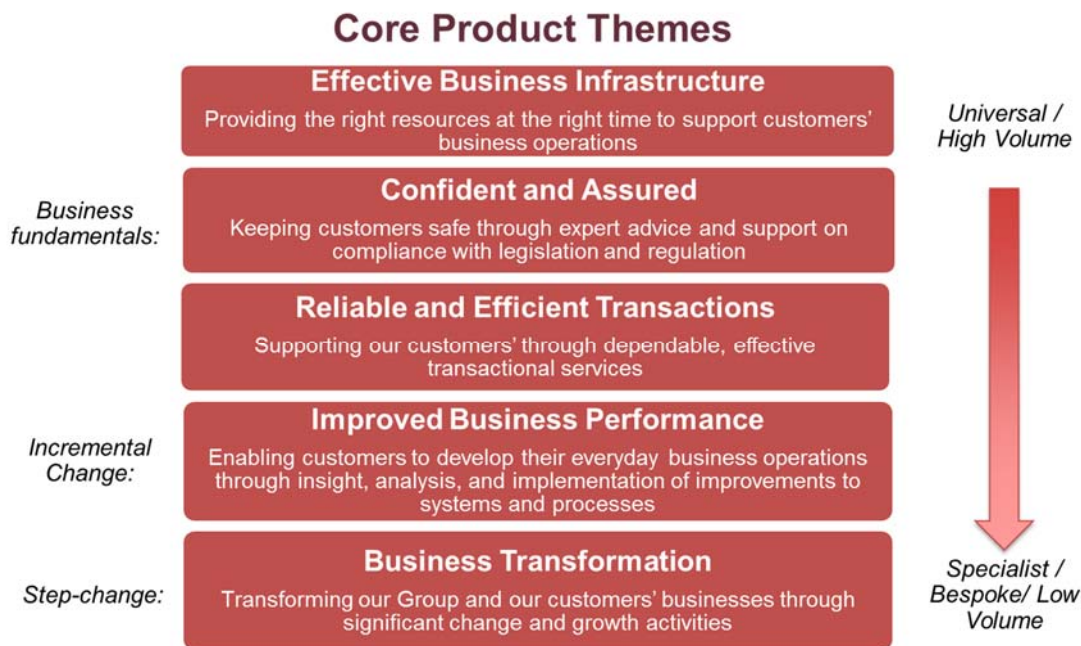 Core Product Themes
Effective Business Infrastructure
Providing the right resources at the right time to support customers’
business operations
Universal /
High Volume
Confident and Assured
Keeping customers safe through expert advice and support on
compliance with legislation and regulation
Business
fundamentals:
Reliable and Efficient Transactions
Supporting our customers’ through dependable, effective
transactional services
Improved Business Performance
Enabling customers to develop their everyday business operations
through insight, analysis, and implementation of improvements to
systems and processes
Incremental
Change:
Business Transformation
Transforming our Group and our customers’ businesses through
significant change and growth activities
Step-change:
Specialist /
Bespoke/ Low
Volume